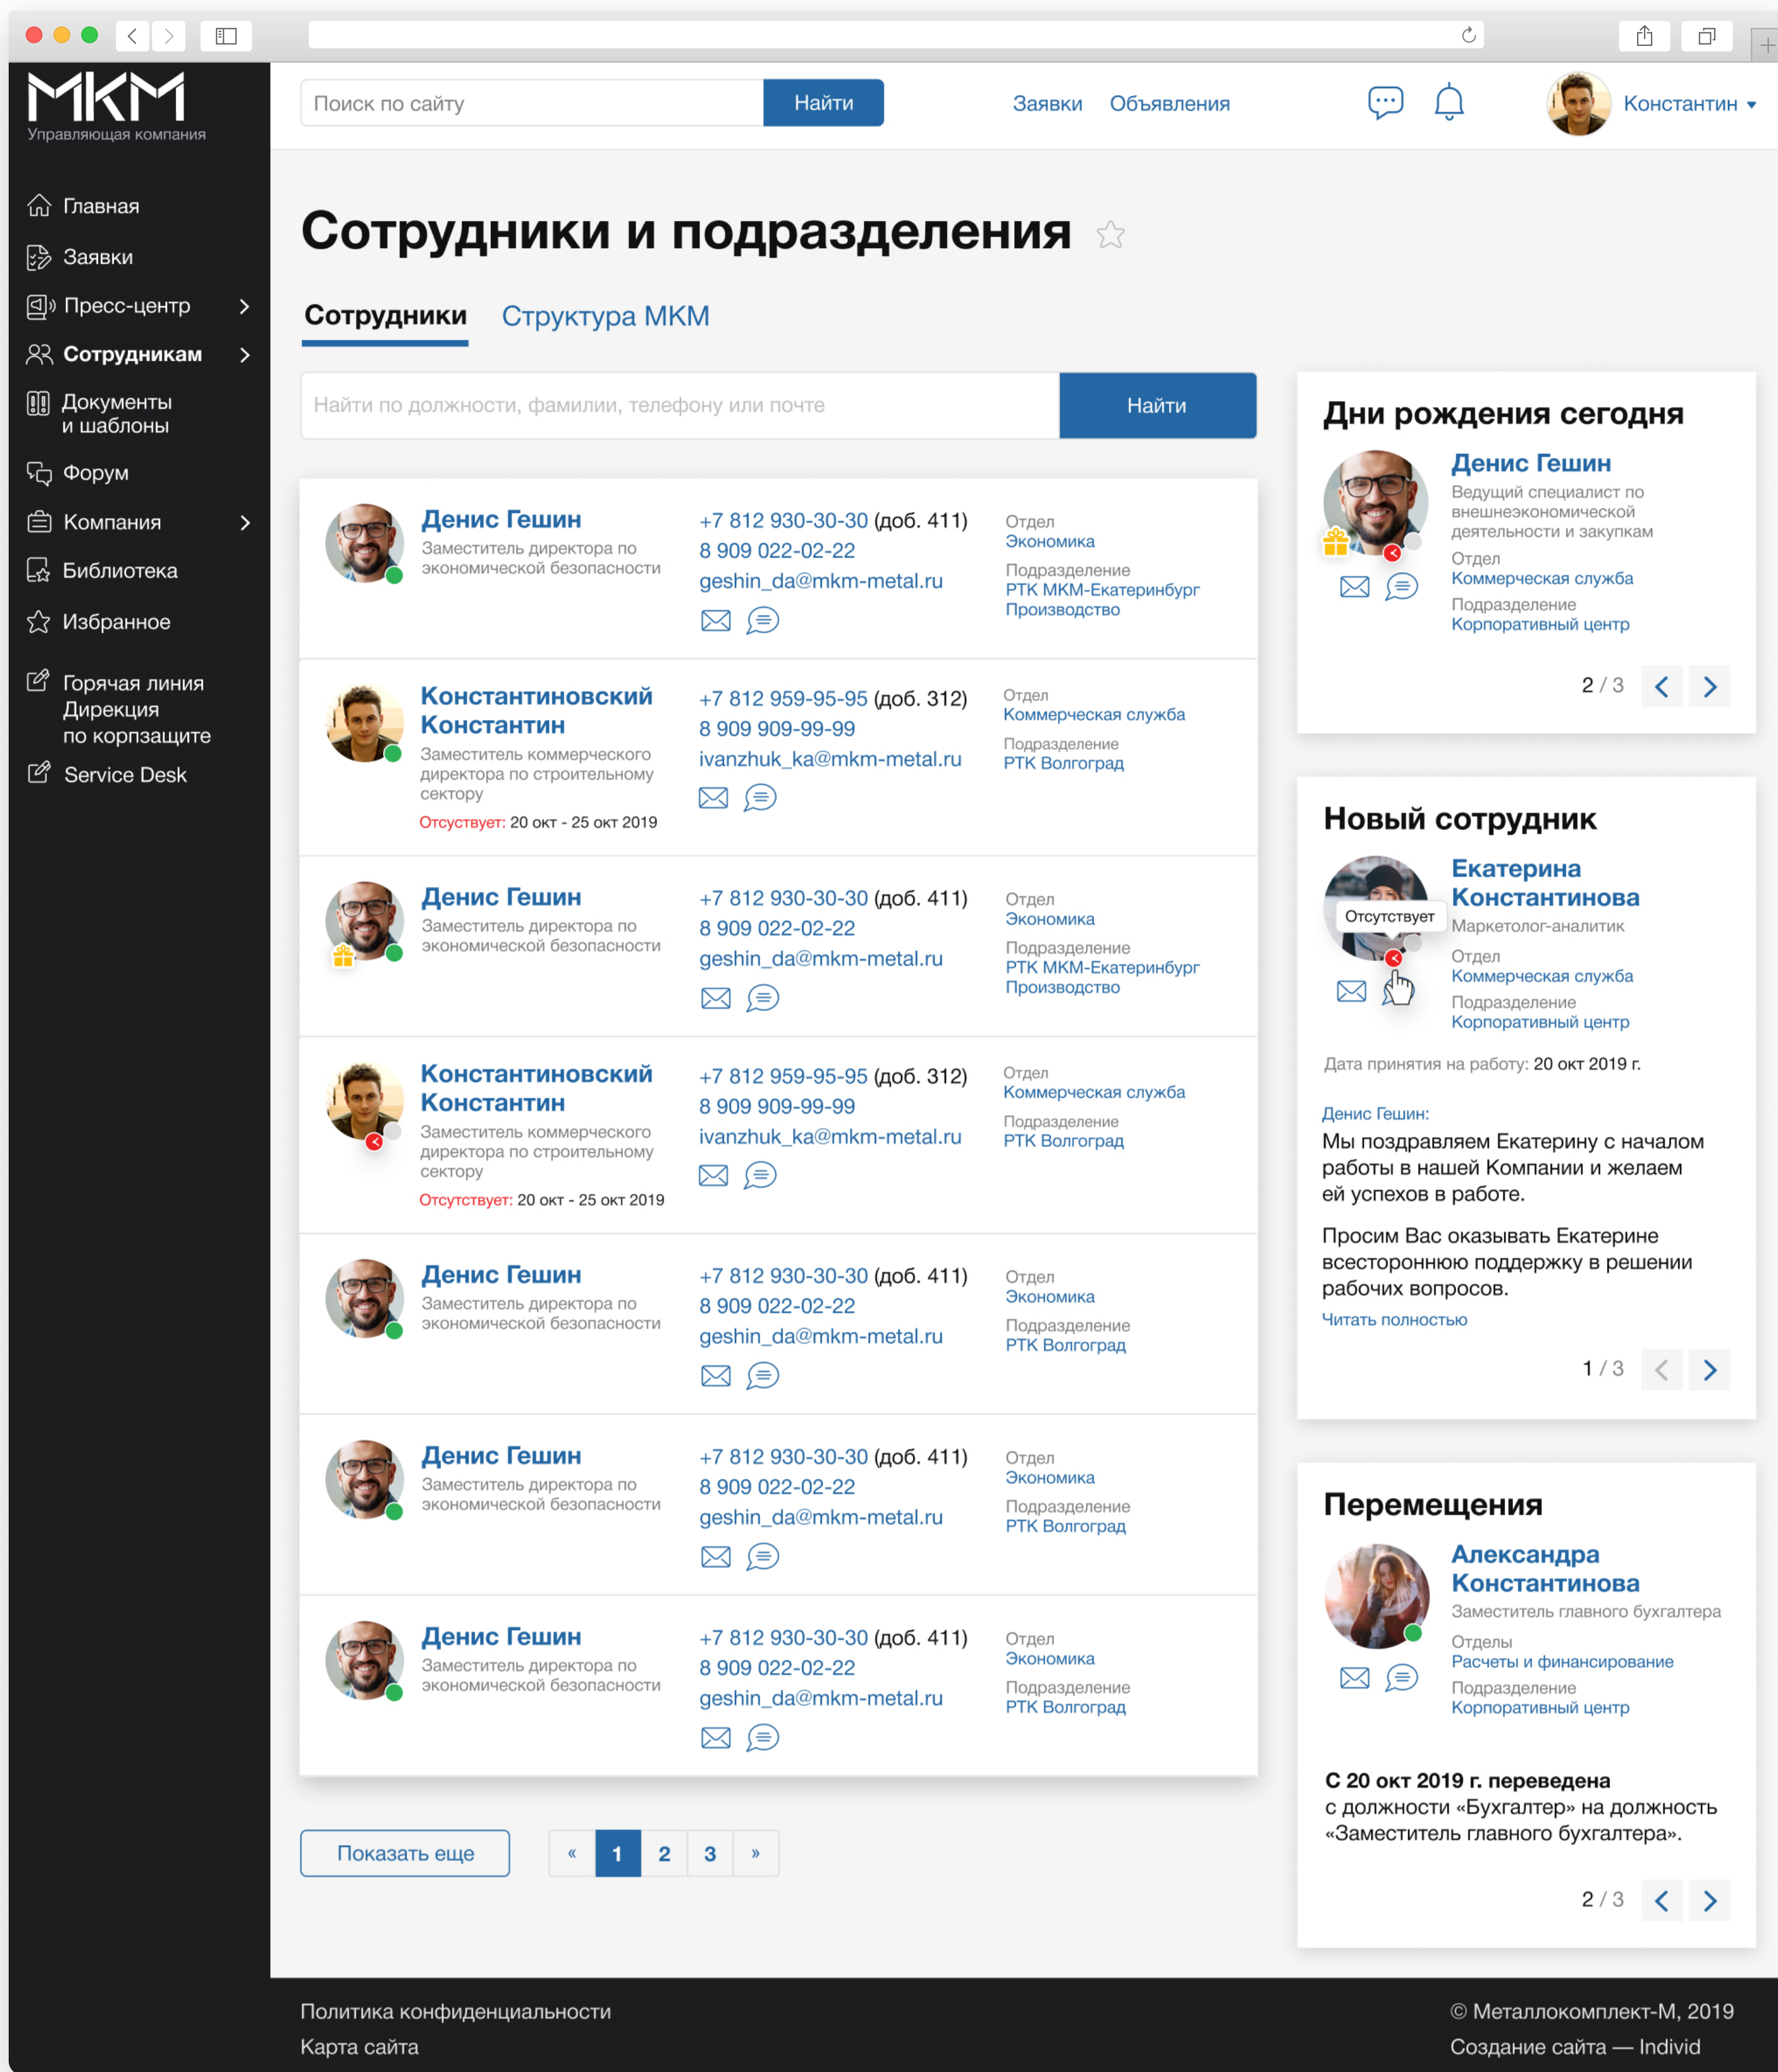 МКМ
Управляющая компания
Поиск по сайту
Найти
Заявки
Объявления
Константин
Главная
Заявки
Пресс-центр
Сотрудникам
Документы
и шаблоны
Форум
Компания
Библиотека
Избранное
Горячая линия
Дирекция
по корпзащите
Service Desk
Сотрудники и подразделения
Сотрудники
Структура МКМ
Найти по должности, фамилии, телефону или почте
Найти
Денис Гешин
Заместитель директора по
экономической безопасности
+7 812 930-30-30 (доб. 411)
8 909 022-02-22
geshin_da@mkm-metal.ru
Отдел
Экономика
Подразделение
РТК МКМ-Екатеринбург
Производство
Константиновский
Константин
Заместитель коммерческого
директора по строительному
сектору
Отсуствует: 20 окт - 25 окт 2019
+7 812 959-95-95 (доб. 312)
8 909 909-99-99
ivanzhuk_ka@mkm-metal.ru
Отдел
Коммерческая служба
Подразделение
РТК Волгоград
Денис Гешин
Заместитель директора по
экономической безопасности
+7 812 930-30-30 (доб. 411)
8 909 022-02-22
geshin_da@mkm-metal.ru
Отдел
Экономика
Подразделение
РТК МКМ-Екатеринбург
Производство
Константиновский
Константин
Заместитель коммерческого
директора по строительному
сектору
Отсутствует: 20 окт - 25 окт 2019
+7 812 959-95-95 (доб. 312)
8 909 909-99-99
ivanzhuk_ka@mkm-metal.ru
Отдел
Коммерческая служба
Подразделение
РТК Волгоград
Денис Гешин
Заместитель директора по
экономической безопасности
+7 812 930-30-30 (доб. 411)
8 909 022-02-22
geshin_da@mkm-metal.ru
Отдел
Экономика
Подразделение
РТК Волгоград
Денис Гешин
Заместитель директора по
экономической безопасности
+7 812 930-30-30 (доб. 411)
8 909 022-02-22
geshin_da@mkm-metal.ru
Отдел
Экономика
Подразделение
РТК Волгоград
Денис Гешин
Заместитель директора по
экономической безопасности
+7 812 930-30-30 (доб. 411)
8 909 022-02-22
geshin_da@mkm-metal.ru
Отдел
Экономика
Подразделение
РТК Волгоград
Показать еще
« 1 2 3 »
Дни рождения сегодня
Денис Гешин
Ведущий специалист по
внешнеэкономической
деятельности и закупкам
Отдел
Коммерческая служба
Подразделение
Корпоративный центр
2 / 3
Новый сотрудник
Екатерина
Константинова
Отсутствует
Маркетолог-аналитик
Отдел
Коммерческая служба
Подразделение
Корпоративный центр
Дата принятия на работу: 20 окт 2019 г.
Денис Гешин:
Мы поздравляем Екатерину с началом
работы в нашей Компании и желаем
ей успехов в работе.
Просим Вас оказывать Екатерине
всестороннюю поддержку в решении
рабочих вопросов.
Читать полностью
1 / 3
Перемещения
Александра
Константинова
Заместитель главного бухгалтера
Отделы
Расчеты и финансирование
Подразделение
Корпоративный центр
С 20 окт 2019 г. переведена
с должности «Бухгалтер» на должность
«Заместитель главного бухгалтера».
2 / 3
Политика конфиденциальности
Карта сайта
© Металлокомплект-М, 2019
Создание сайта — Individ